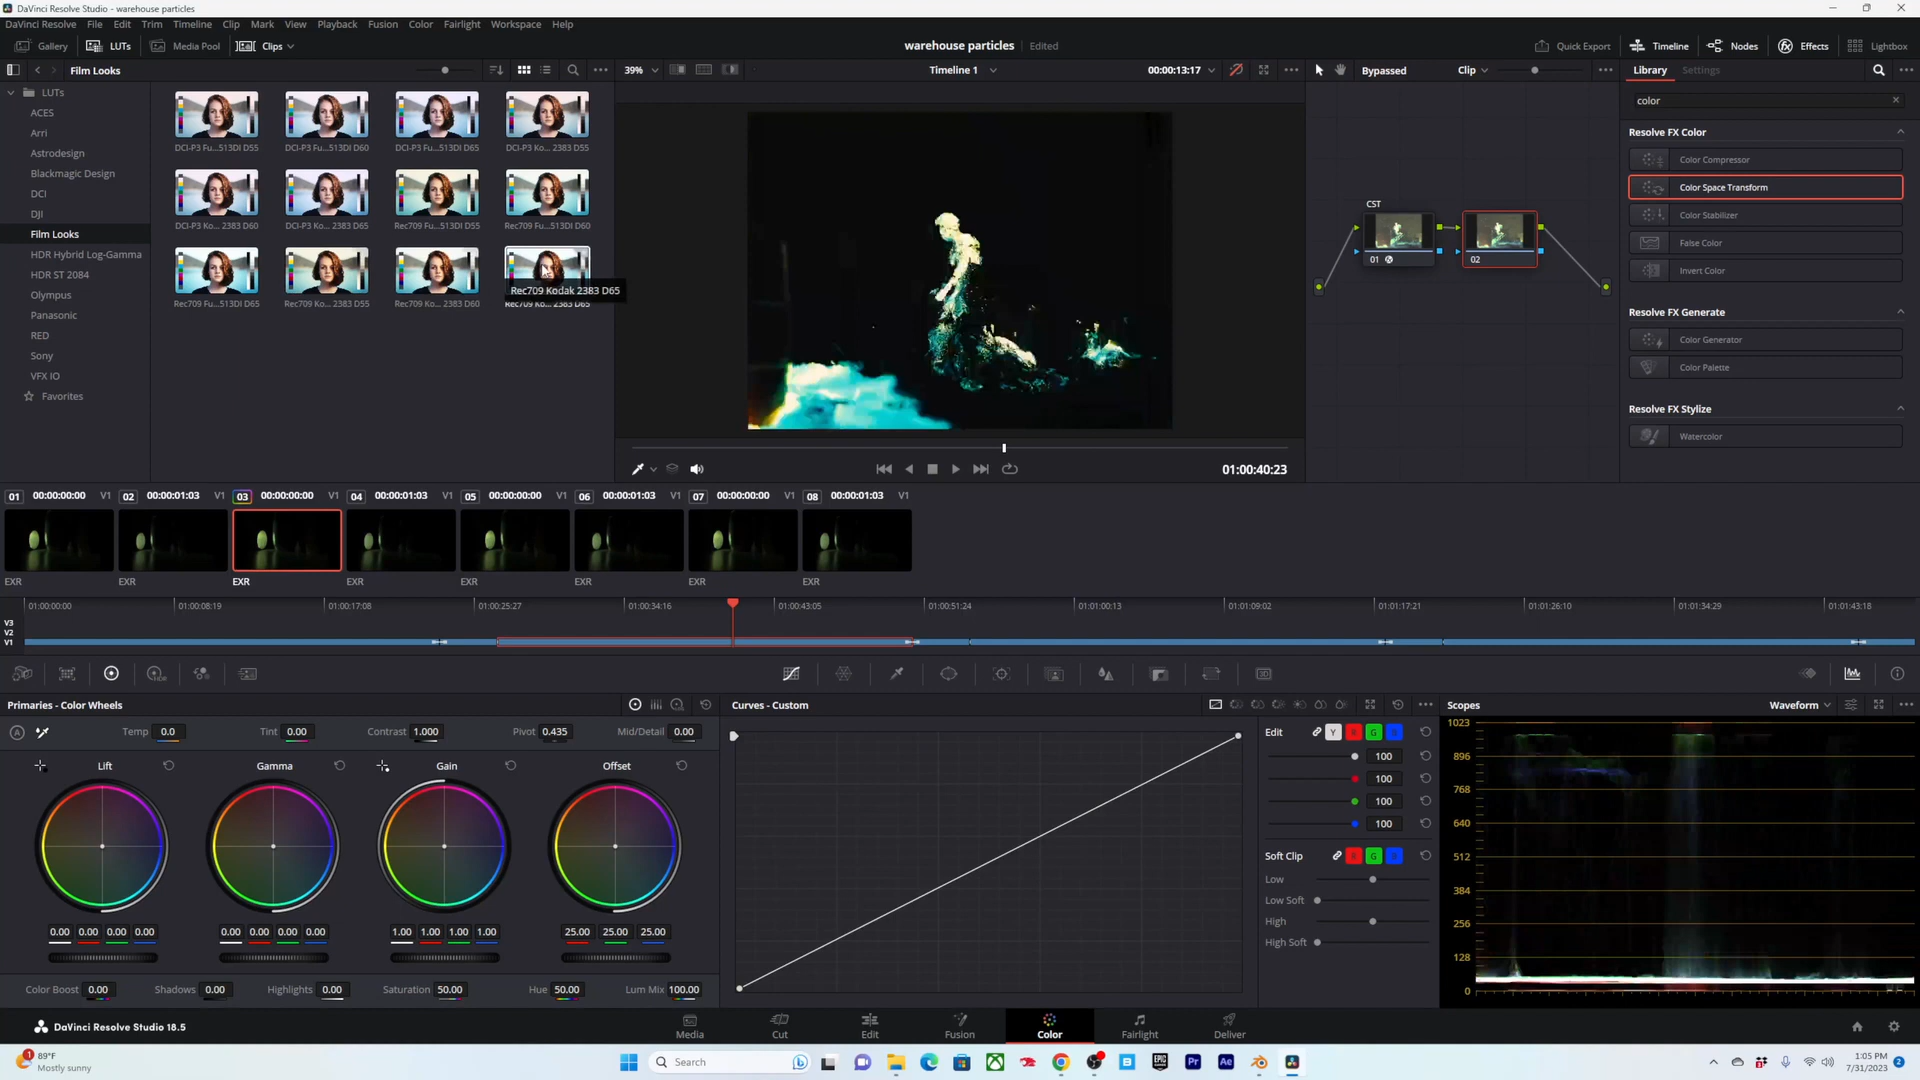 DaVinci Resolve Studio - warehouse particles
DaVinci Resolve File Edit Trim Timeline Clip Mark View Playback Fusion Color Fairlight Workspace Help
Gallery LUTs Media Pool Clips warehouse particles Edited Quick Export Timeline Nodes Effects Lightbox
Film Looks 39% Timeline 1 00:00:13:17 Bypassed Clip Library Settings
LUTs
ACES
Arri
Astrodesign
Blackmagic Design
DCI
DJI
Film Looks
HDR Hybrid Log-Gamma
HDR ST 2084
Olympus
Panasonic
RED
Sony
VFX IO
Favorites
DCI-P3 Fu...513DI D55 DCI-P3 Fu...513DI D60 DCI-P3 Fu...513DI D65 DCI-P3 Ko... 2383 D55
DCI-P3 Ko... 2383 D60 DCI-P3 Ko... 2383 D65 Rec709 Fu...513DI D55 Rec709 Fu...513DI D60
Rec709 Kodak 2383 D65
Rec709 Fu...513DI D65 Rec709 Ko... 2383 D55 Rec709 Ko... 2383 D60 Rec709 Ko... 2383 D65
01:00:40:23
CST
01 02
color
Resolve FX Color
Color Compressor
Color Space Transform
Color Stabilizer
False Color
Invert Color
Resolve FX Generate
Color Generator
Color Palette
Resolve FX Stylize
Watercolor
01 00:00:00:00 V1 02 00:00:01:03 V1 03 00:00:00:00 V1 04 00:00:01:03 V1 05 00:00:00:00 V1 06 00:00:01:03 V1 07 00:00:00:00 V1 08 00:00:01:03 V1
EXR EXR EXR EXR EXR EXR EXR EXR
01:00:00:00 01:00:08:19 01:00:17:08 01:00:25:27 01:00:34:16 01:00:43:05 01:00:51:24 01:01:00:13 01:01:09:02 01:01:17:21 01:01:26:10 01:01:34:29 01:01:43:18
V3
V2
V1
Primaries - Color Wheels
Temp 0.0 Tint 0.00 Contrast 1.000 Pivot 0.435 Mid/Detail 0.00
Lift Gamma Gain Offset
0.00 0.00 0.00 0.00 0.00 0.00 0.00 0.00 1.00 1.00 1.00 1.00 25.00 25.00 25.00
Color Boost 0.00 Shadows 0.00 Highlights 0.00 Saturation 50.00 Hue 50.00 Lum Mix 100.00
Curves - Custom
Edit Y R G B
100
100
100
100
Soft Clip R G B
Low
Low Soft
High
High Soft
Scopes Waveform
1023
896
768
640
512
384
256
128
0
DaVinci Resolve Studio 18.5 Media Cut Edit Fusion Color Fairlight Deliver
1 89°F
Mostly sunny
Search
EPIC
Pr
Ae
1:05 PM
7/31/2023
2